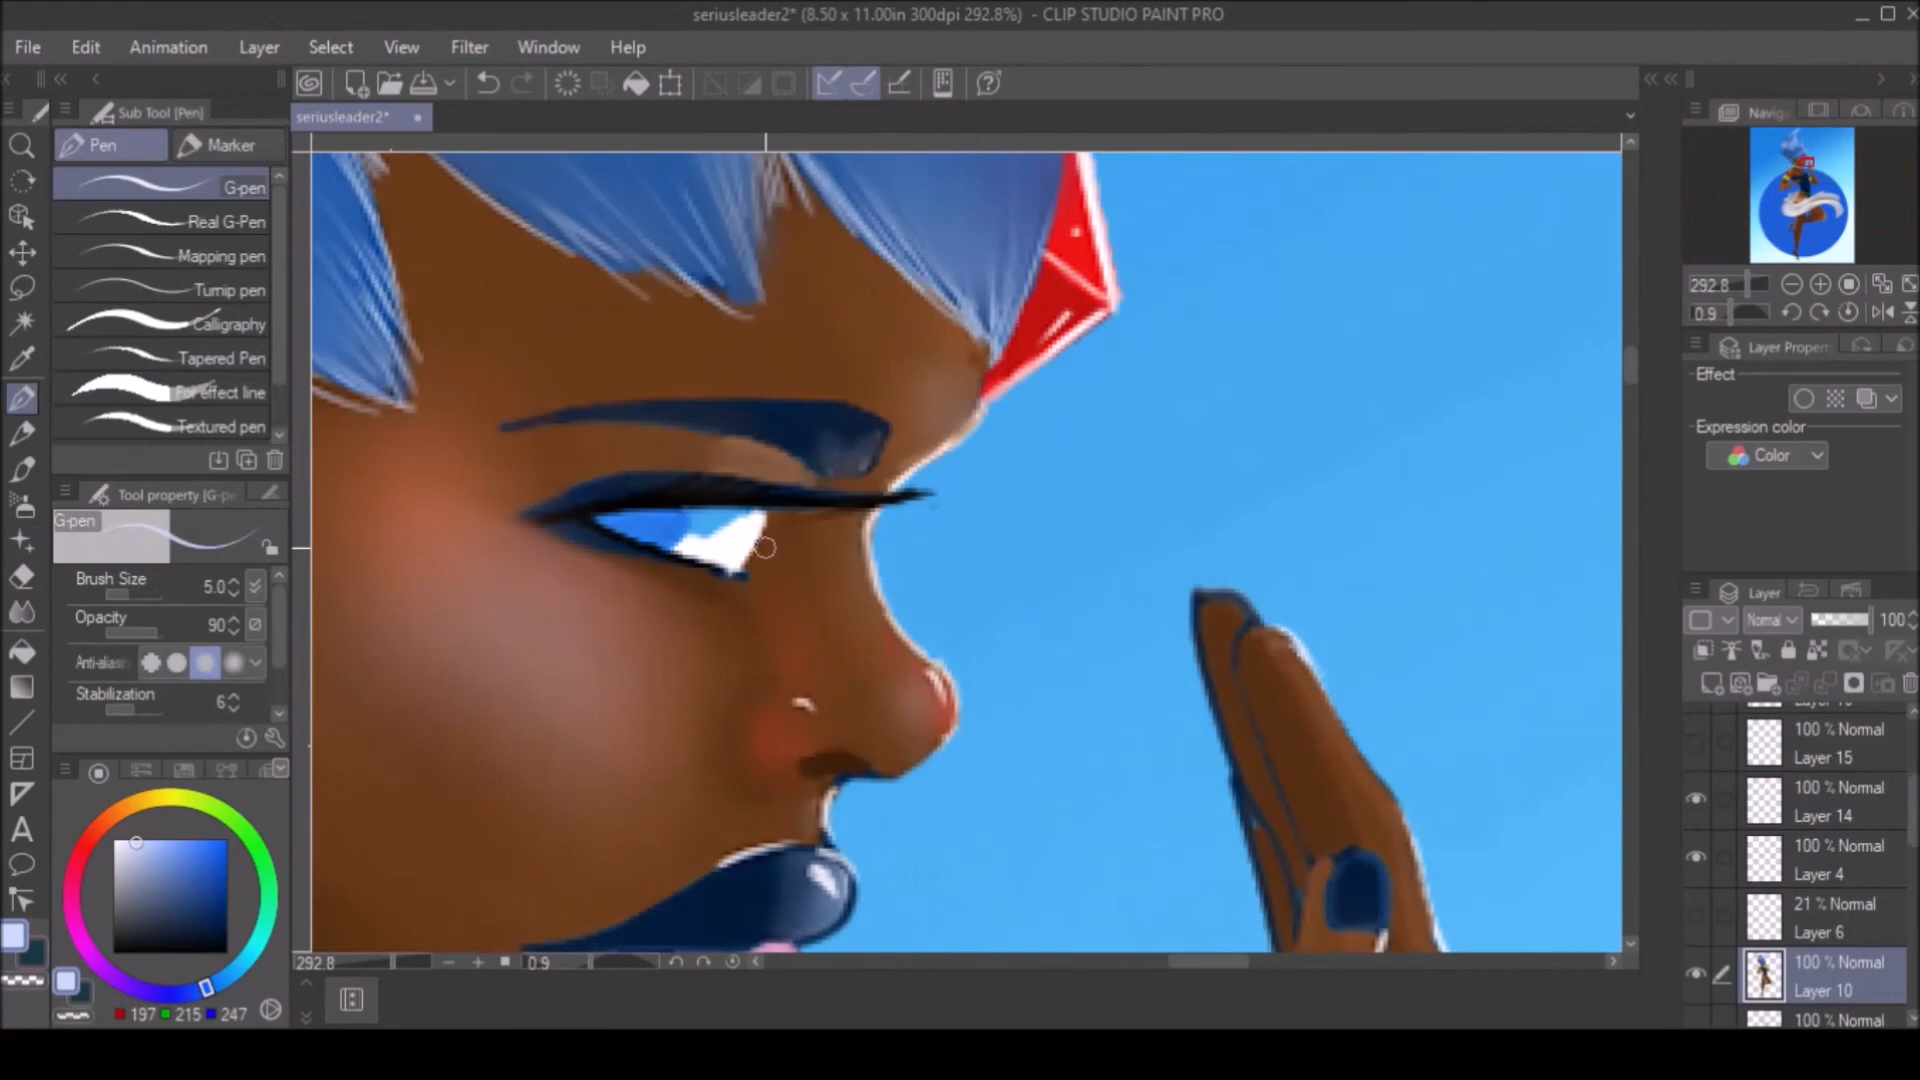 seriusleader2* (8.50 x 11.00in 300dpi 292.8%) - CLIP STUDIO PAINT PRO
File Edit Animation Layer Select View Filter Window Help
Sub Tool [Pen]
seriusleader2*
Pen Marker
G-pen
Real G-Pen
Mapping pen
Turnip pen
Calligraphy
Tapered Pen
For effect line
Textured pen
Tool property [G-pe
G-pen
Brush Size 5.0
Opacity 90
Anti-alias
Stabilization 6
197 215 247
292.8 0.9
Navig
292.8
0.9
Layer Propert
Effect
Expression color
Color
Layer
Normal 100
100 % Normal
Layer 15
100 % Normal
Layer 14
100 % Normal
Layer 4
21 % Normal
Layer 6
100 % Normal
Layer 10
100 % Normal